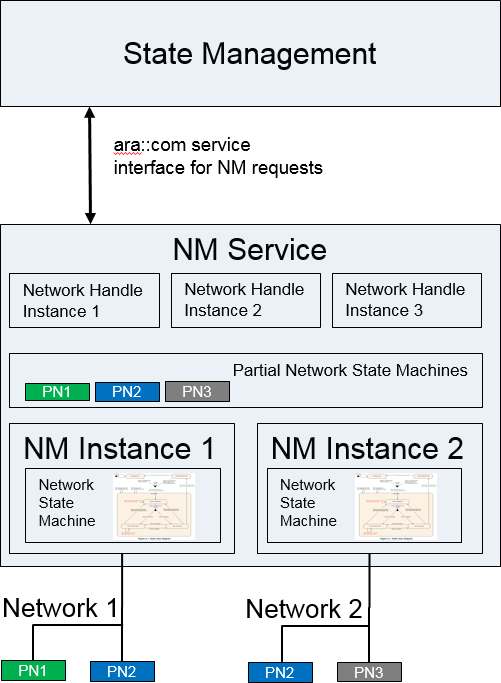 State Management
ara::com service
interface for NM requests
NM Service
Network Handle
Instance 1
Network Handle
Instance 2
Network Handle
Instance 3
Partial Network State Machines
PN1
PN2
PN3
NM Instance 1
Network
State
Machine
NM Instance 2
Network
State
Machine
Network 1
Network 2
PN1
PN2
PN2
PN3